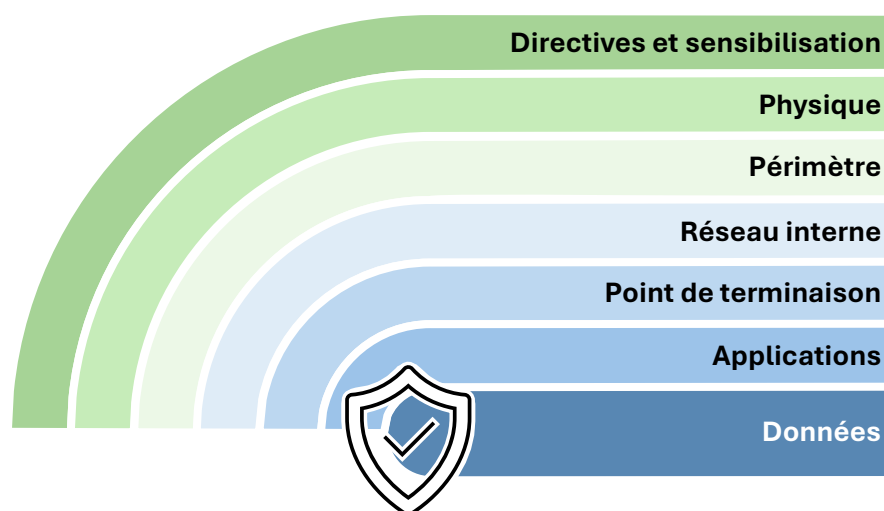 Directives et sensibilisation
Physique
Périmètre
Réseau interne
Point de terminaison
Applications
Données